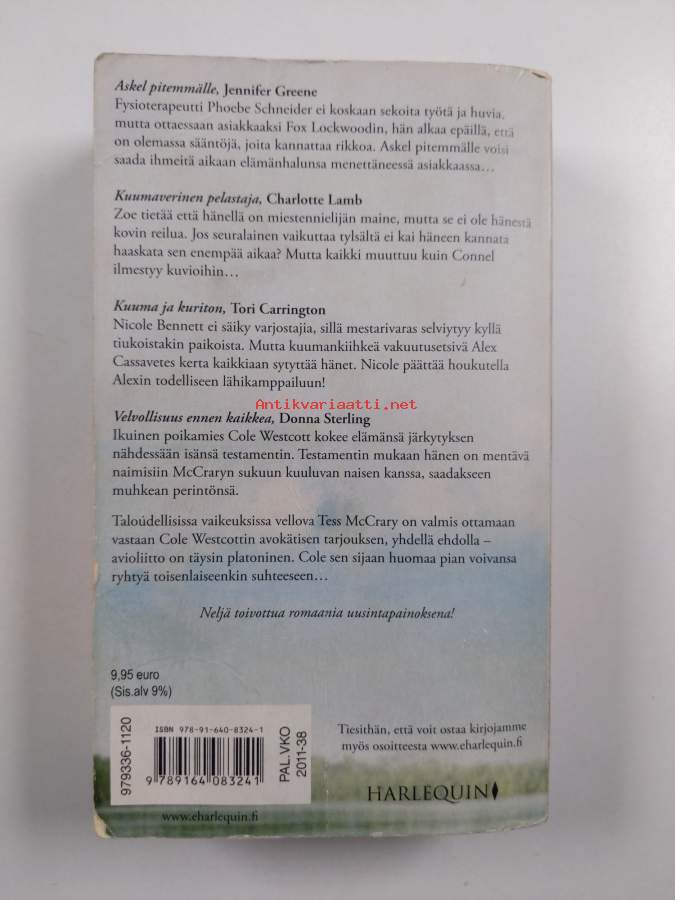 Askel pitemmälle, Jennifer Greene
Fysioterapeutti Phoebe Schneider ei koskaan sekoita työtä ja huvia,
mutta ottaessaan asiakkaaksi Fox Lockwoodin, hän alkaa epäillä, että
on olemassa sääntöjä, joita kannattaa rikkoa. Askel pitemmälle voisi
saada ihmeitä aikaan elämänhalunsa menettäneessä asiakkaassa…
Kuumaverinen pelastaja, Charlotte Lamb
Zoe tietää että hänellä on miestennielijän maine, mutta se ei ole hänestä
kovin reilua. Jos seuralainen vaikuttaa tylsältä ei kai häneen kannata
haaskata sen enempää aikaa? Mutta kaikki muuttuu kuin Connel
ilmestyy kuvioihin…
Kuuma ja kuriton, Tori Carrington
Nicole Bennett ei säiky varjostajia, sillä mestarivaras selviytyy kyllä
tiukoistakin paikoista. Mutta kuumankiihkeä vakuutusetsivä Alex
Cassavetes kerta kaikkiaan sytyttää hänet. Nicole päättää houkutella
Alexin todelliseen lähikamppailuun!
Antikvariaatti.net
Velvollisuus ennen kaikkea, Donna Sterling
Ikuinen poikamies Cole Westcott kokee elämänsä järkytyksen
nähdessään isänsä testamentin. Testamentin mukaan hänen on mentävä
naimisiin McCraryn sukuun kuuluvan naisen kanssa, saadakseen
muhkean perintönsä.
Taloudellisissa vaikeuksissa vellova Tess McCrary on valmis ottamaan
vastaan Cole Westcottin avokätisen tarjouksen, yhdellä ehdolla –
avioliitto on täysin platoninen. Cole sen sijaan huomaa pian voivansa
ryhtyä toisenlaiseenkin suhteeseen…
Neljä toivottua romaania uusintapainoksena!
9,95 euro
(Sis.alv 9%)
979336-1120
ISBN 978-91-640-8324-1
9 789164 083241
PAL.VKO
2011-38
www.eharlequin.fi
Tiesithän, että voit ostaa kirjojamme
myös osoitteesta www.eharlequin.fi
HARLEQUIN